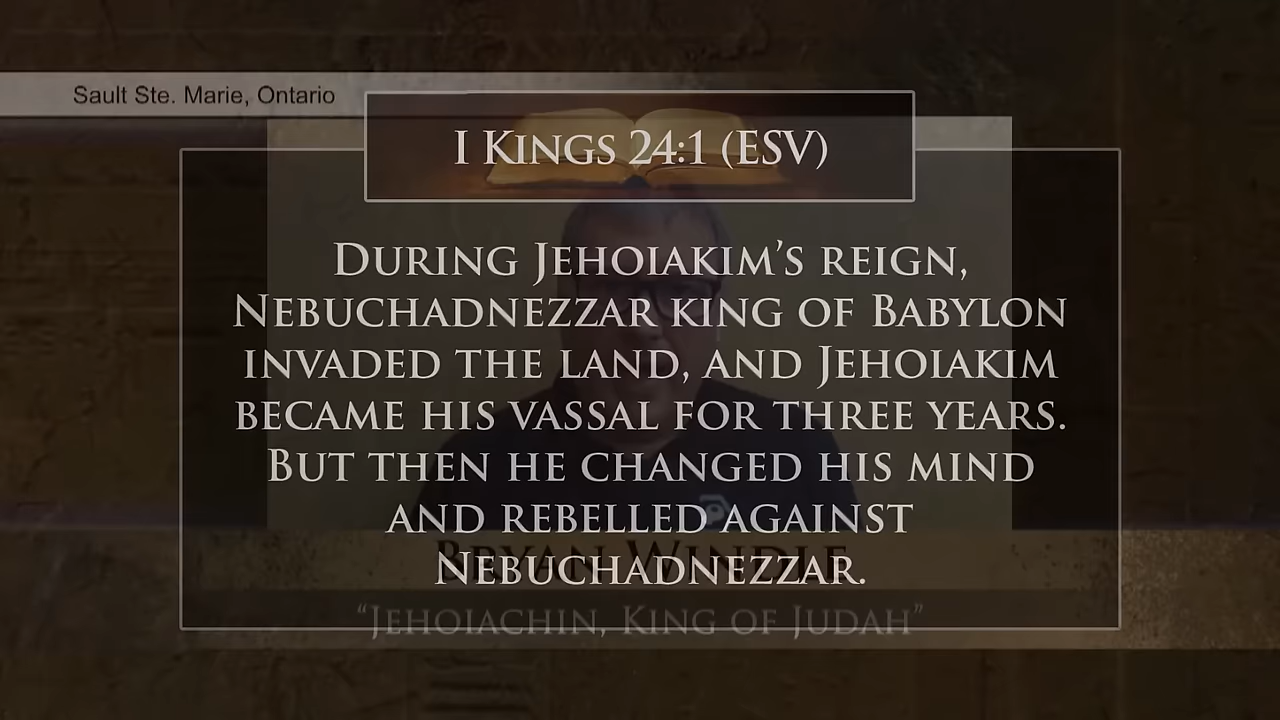 Sault Ste. Marie, Ontario
I Kings 24:1 (ESV)
During Jehoiakim’s reign,
Nebuchadnezzar king of Babylon
invaded the land, and Jehoiakim
became his vassal for three years.
But then he changed his mind
and rebelled against
Nebuchadnezzar.
Bryan Windle
“Jehoiachin, King of Judah”